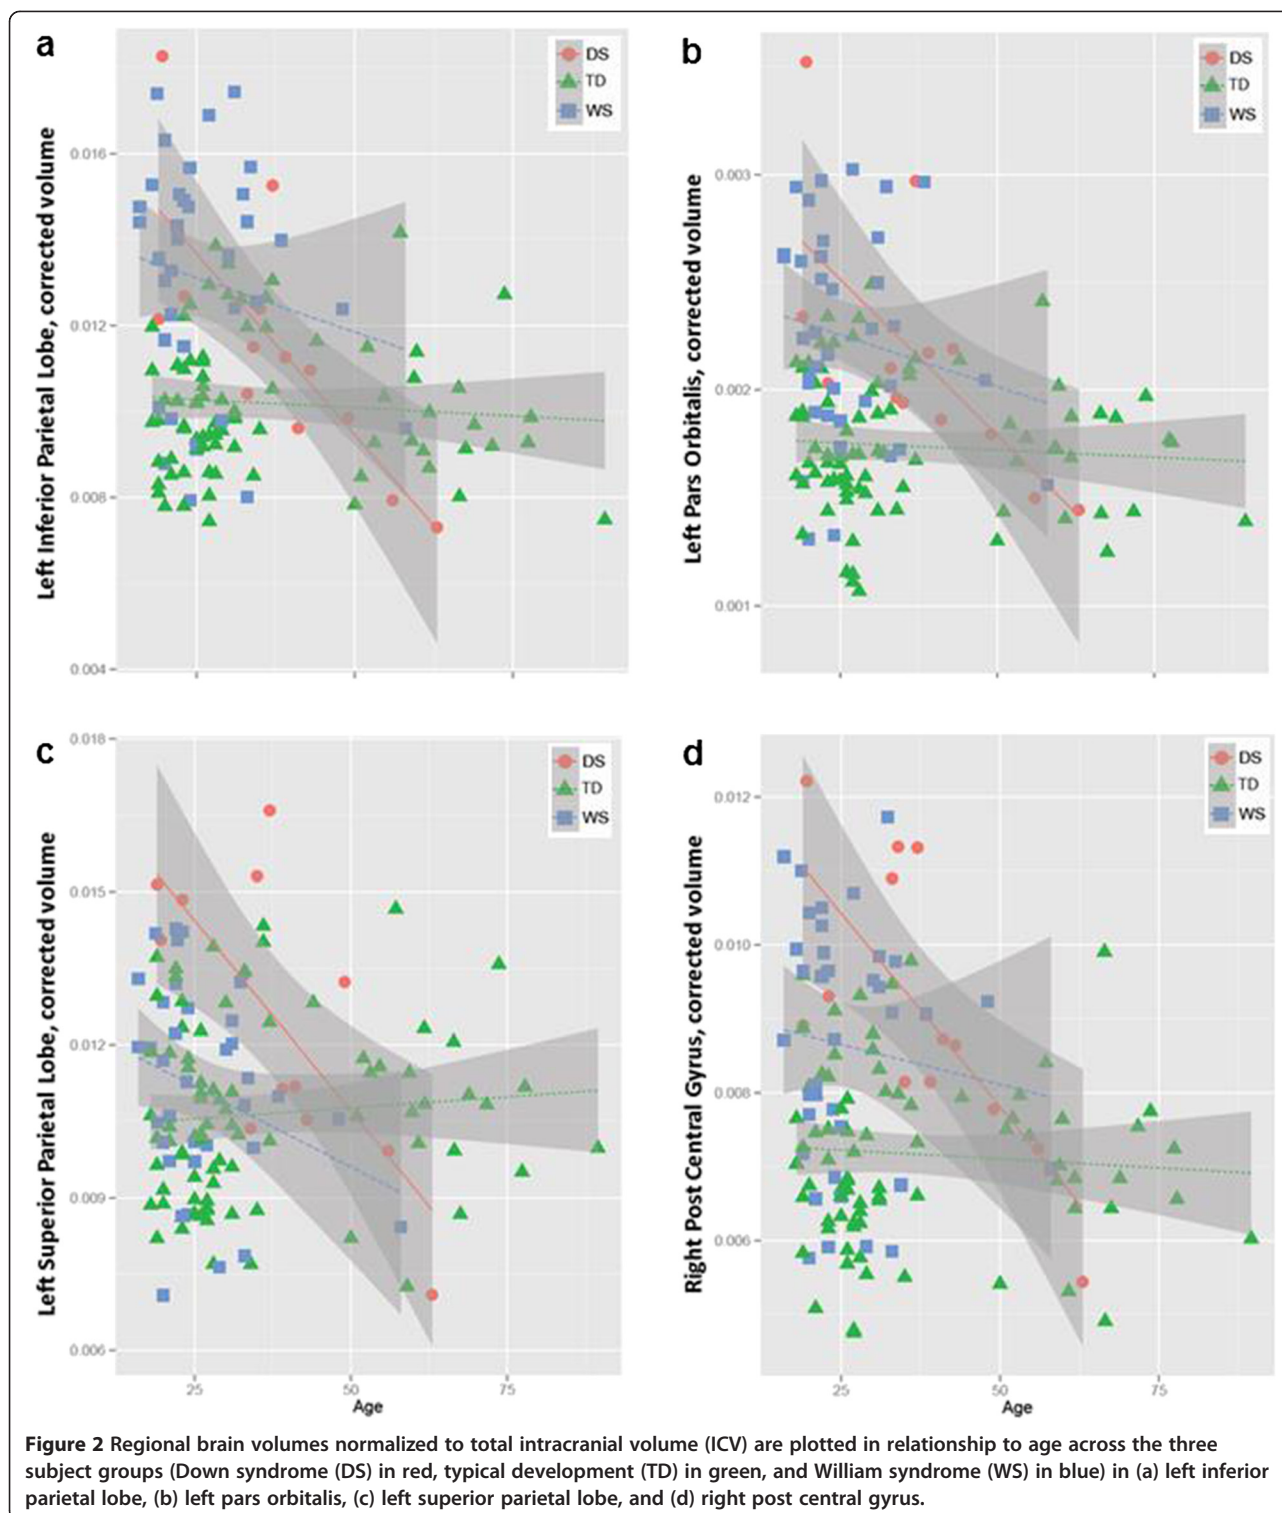 a
DS
TD
WS
Left Inferior Parietal Lobe, corrected volume
0.016
0.012
0.008
0.004
b
DS
TD
WS
Left Pars Orbitalis, corrected volume
0.003
0.002
0.001
c
DS
TD
WS
Left Superior Parietal Lobe, corrected volume
0.018
0.015
0.012
0.009
0.006
25
50
75
Age
d
DS
TD
WS
Right Post Central Gyrus, corrected volume
0.012
0.010
0.008
0.006
25
50
75
Age
Figure 2 Regional brain volumes normalized to total intracranial volume (ICV) are plotted in relationship to age across the three
subject groups (Down syndrome (DS) in red, typical development (TD) in green, and William syndrome (WS) in blue) in (a) left inferior
parietal lobe, (b) left pars orbitalis, (c) left superior parietal lobe, and (d) right post central gyrus.